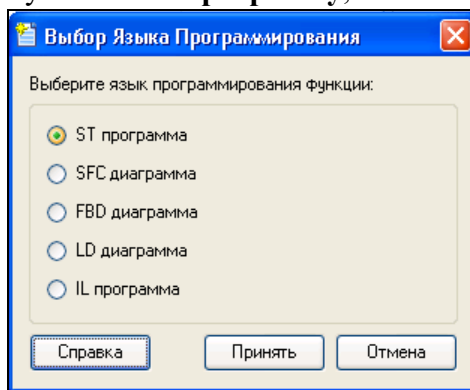 Выбор Языка Программирования
Выберите язык программирования функции:
ST программа
SFC диаграмма
FBD диаграмма
LD диаграмма
IL программа
Справка Принять Отмена